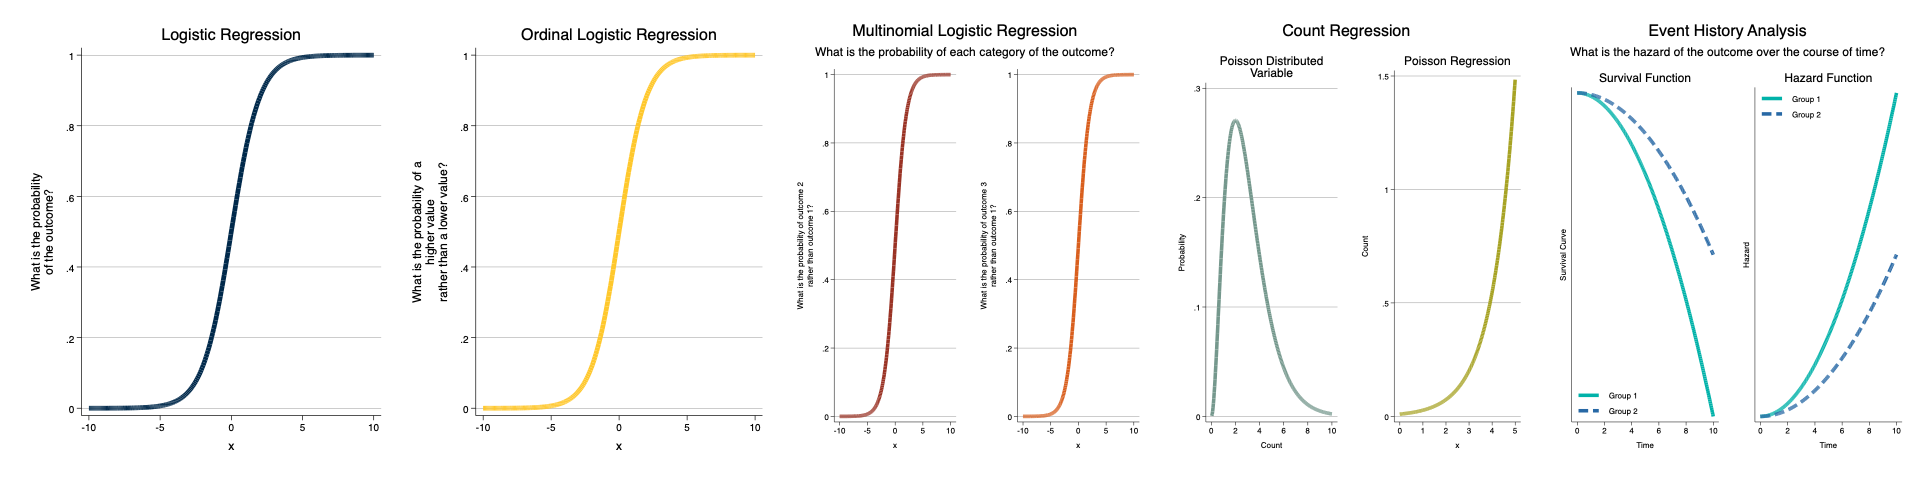 Logistic Regression
What is the probability
of the outcome?
1
.8
.6
.4
.2
0
-10 -5 0 5 10
x
Ordinal Logistic Regression
What is the probability of a
higher value
rather than a lower value?
1
.8
.6
.4
.2
0
-10 -5 0 5 10
x
Multinomial Logistic Regression
What is the probability of each category of the outcome?
What is the probability of outcome 2
rather than outcome 1?
1
.8
.6
.4
.2
0
-10 -5 0 5 10
x
What is the probability of outcome 3
rather than outcome 1?
1
.8
.6
.4
.2
0
-10 -5 0 5 10
x
Count Regression
Poisson Distributed
Variable
Probability
.3
.2
.1
0
0 2 4 6 8 10
Count
Poisson Regression
Count
1.5
1
.5
0
0 1 2 3 4 5
x
Event History Analysis
What is the hazard of the outcome over the course of time?
Survival Function
Survival Curve
Group 1
Group 2
0 2 4 6 8 10
Time
Hazard Function
Group 1
Group 2
Hazard
0 2 4 6 8 10
Time